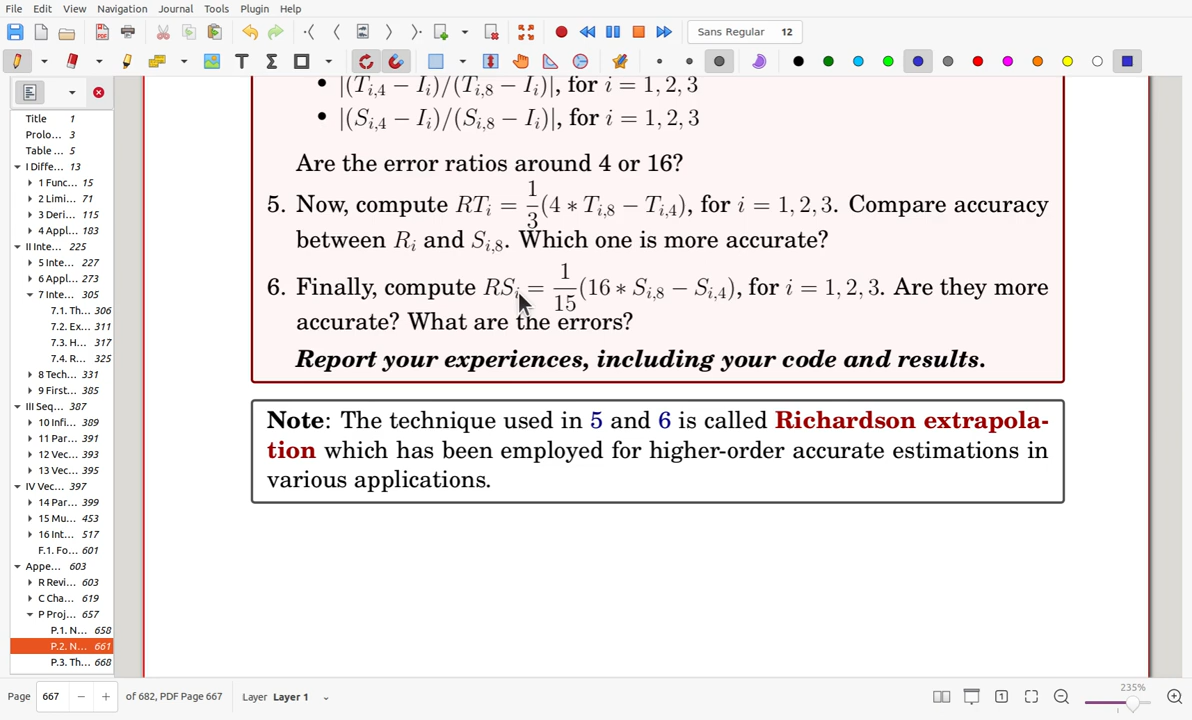 File Edit View Navigation Journal Tools Plugin Help
Sans Regular 12
Title 1
Prolo... 3
Table ... 5
I Diffe... 13
1 Func... 15
2 Limi... 71
3 Deri... 115
4 Appl... 183
II Inte... 225
5 Inte... 227
6 Appl... 273
7 Inte... 305
7.1. Th... 306
7.2. Ex... 311
7.3. H... 317
7.4. R... 325
8 Tech... 331
9 First... 385
III Seq... 387
10 Infi... 389
11 Par... 391
12 Vec... 393
13 Vec... 395
IV Vec... 397
14 Par... 399
15 Mu... 453
16 Int... 517
F.1. Fo... 601
Appe... 603
R Revi... 603
C Cha... 619
P Proj... 657
P.1. N... 658
P.2. N... 661
P.3. Th... 668
• |(T_{i,4} − I_i)/(T_{i,8} − I_i)|, for i = 1, 2, 3
• |(S_{i,4} − I_i)/(S_{i,8} − I_i)|, for i = 1, 2, 3
Are the error ratios around 4 or 16?
5. Now, compute RT_i = 1/3(4 ∗ T_{i,8} − T_{i,4}), for i = 1, 2, 3. Compare accuracy
between R_i and S_{i,8}. Which one is more accurate?
6. Finally, compute RS_i = 1/15(16 ∗ S_{i,8} − S_{i,4}), for i = 1, 2, 3. Are they more
accurate? What are the errors?
Report your experiences, including your code and results.
Note: The technique used in 5 and 6 is called Richardson extrapola-
tion which has been employed for higher-order accurate estimations in
various applications.
Page 667 − + of 682, PDF Page 667 Layer Layer 1 235%